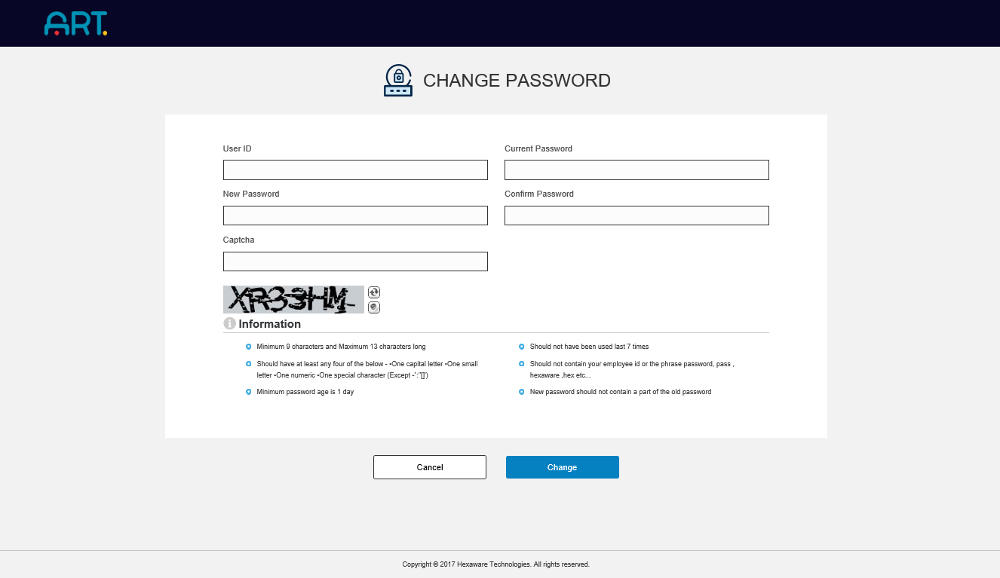 ART.
CHANGE PASSWORD
User ID
Current Password
New Password
Confirm Password
Captcha
XR33HM
Information
Minimum 9 characters and Maximum 13 characters long
Should have at least any four of the below - •One capital letter •One small
letter •One numeric •One special character (Except -`:"[]')
Minimum password age is 1 day
Should not have been used last 7 times
Should not contain your employee id or the phrase password, pass ,
hexaware ,hex etc...
New password should not contain a part of the old password
Cancel
Change
Copyright © 2017 Hexaware Technologies. All rights reserved.